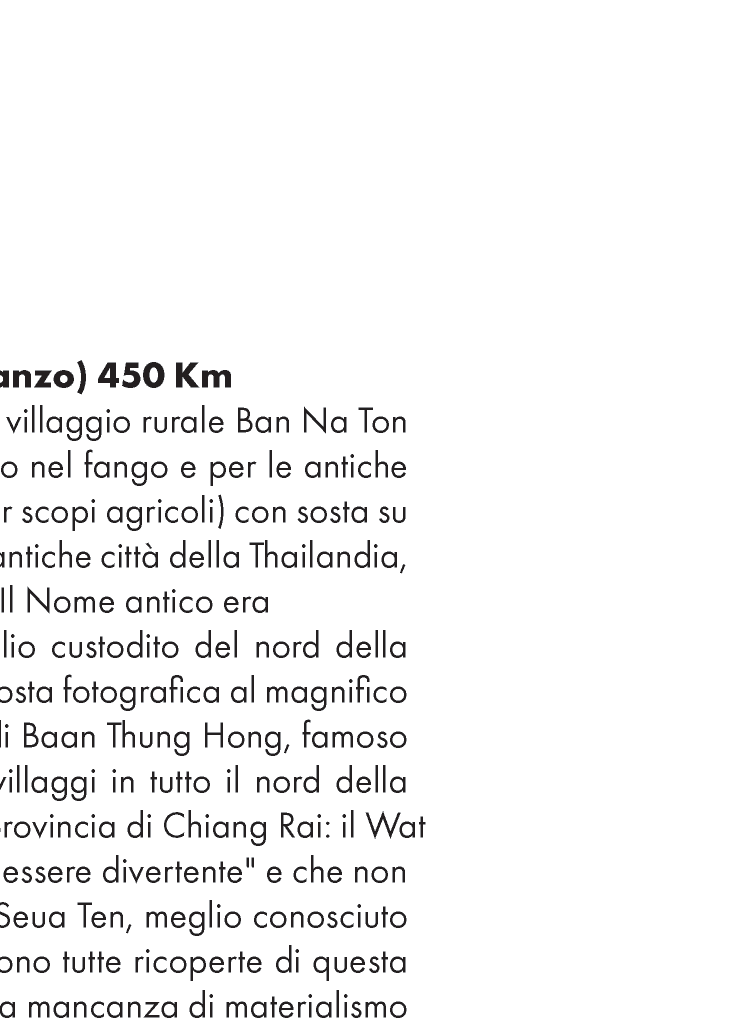 anzo) 450 Km
villaggio rurale Ban Na Ton
o nel fango e per le antiche
r scopi agricoli) con sosta su
antiche città della Thailandia,
Il Nome antico era
lio custodito del nord della
osta fotografica al magnifico
di Baan Thung Hong, famoso
villaggi in tutto il nord della
rovincia di Chiang Rai: il Wat
essere divertente" e che non
Seua Ten, meglio conosciuto
ono tutte ricoperte di questa
a mancanza di materialismo